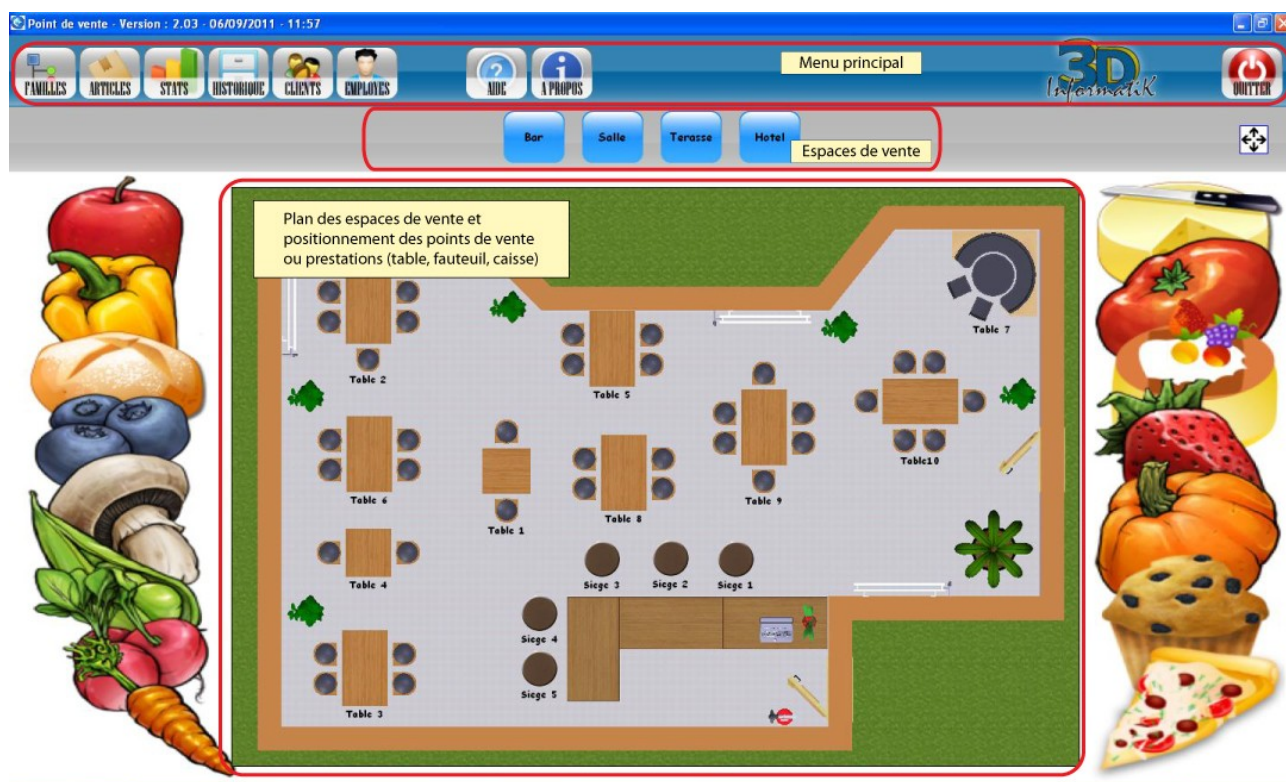 Point de vente - Version : 2.03 - 06/09/2011 - 11:57
FAMILLES
ARTICLES
STATS
HISTORIQUE
CLIENTS
EMPLOYES
AIDE
A PROPOS
Menu principal
3D
InformatiK
QUITTER
Bar
Salle
Terasse
Hotel
Espaces de vente
Plan des espaces de vente et
positionnement des points de vente
ou prestations (table, fauteuil, caisse)
Table 7
Table 2
Table 5
Table10
Table 6
Table 9
Table 8
Table 1
Table 4
Siege 3
Siege 2
Siege 1
Siege 4
Siege 5
Table 3